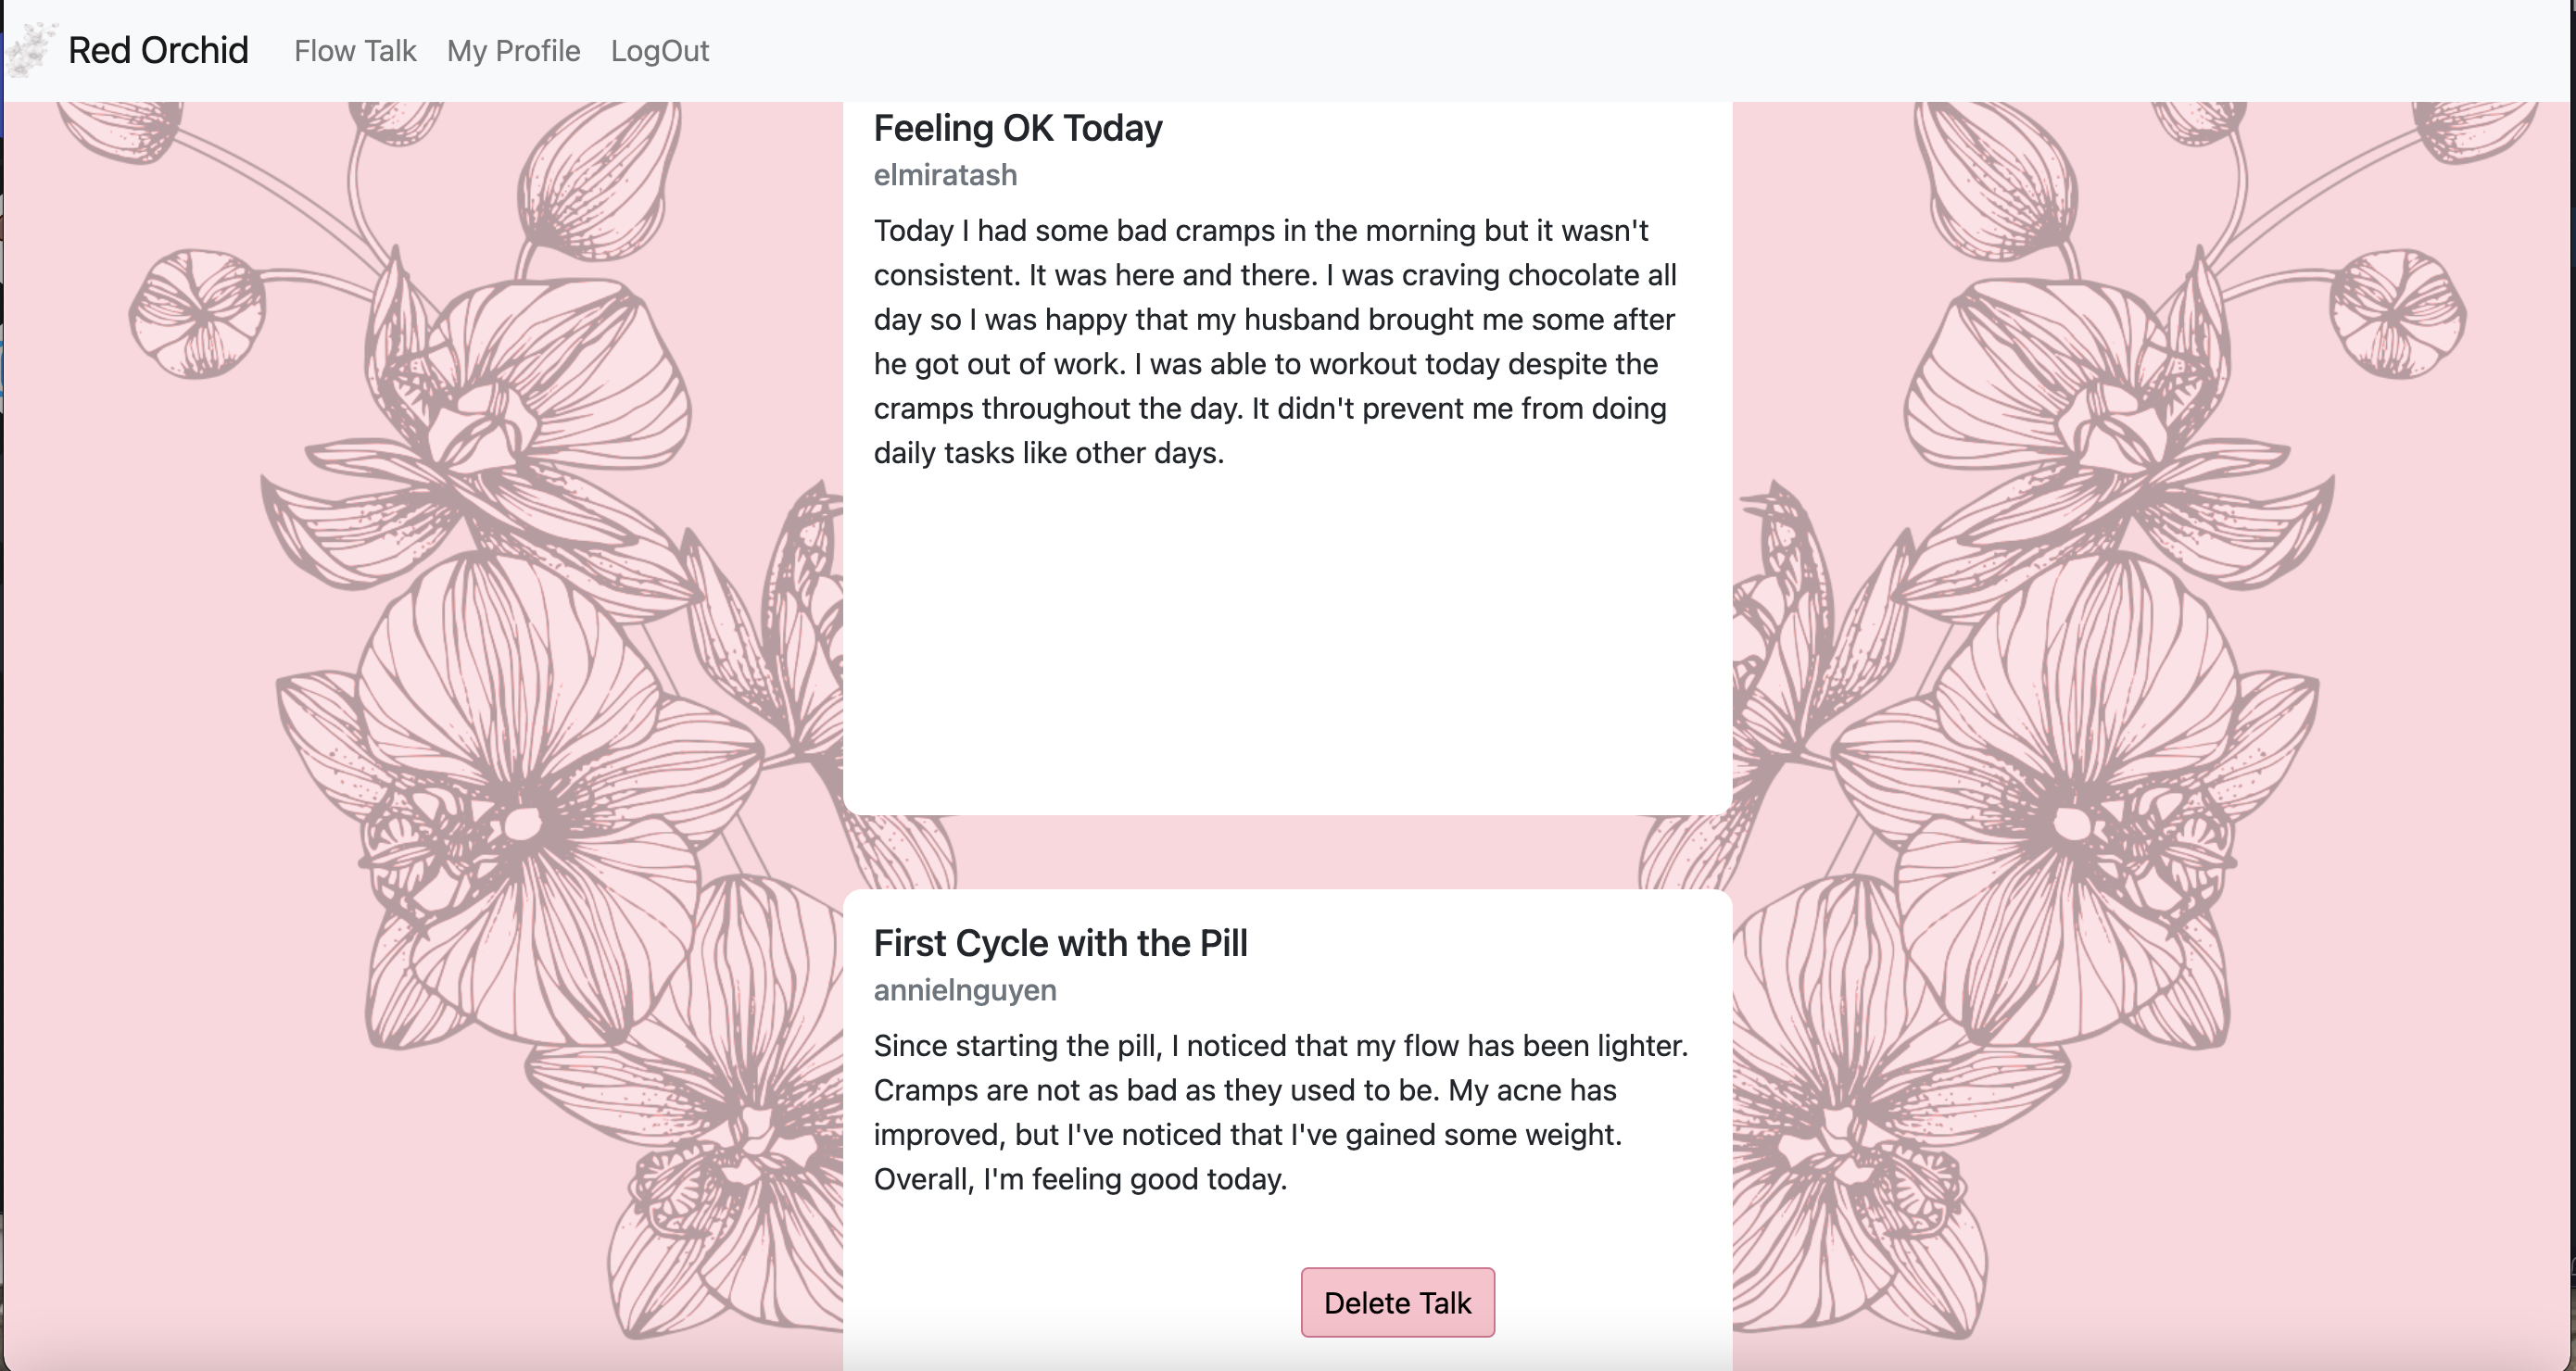 Red Orchid Flow Talk My Profile LogOut
Feeling OK Today
elmiratash
Today I had some bad cramps in the morning but it wasn't
consistent. It was here and there. I was craving chocolate all
day so I was happy that my husband brought me some after
he got out of work. I was able to workout today despite the
cramps throughout the day. It didn't prevent me from doing
daily tasks like other days.
First Cycle with the Pill
annielnguyen
Since starting the pill, I noticed that my flow has been lighter.
Cramps are not as bad as they used to be. My acne has
improved, but I've noticed that I've gained some weight.
Overall, I'm feeling good today.
Delete Talk